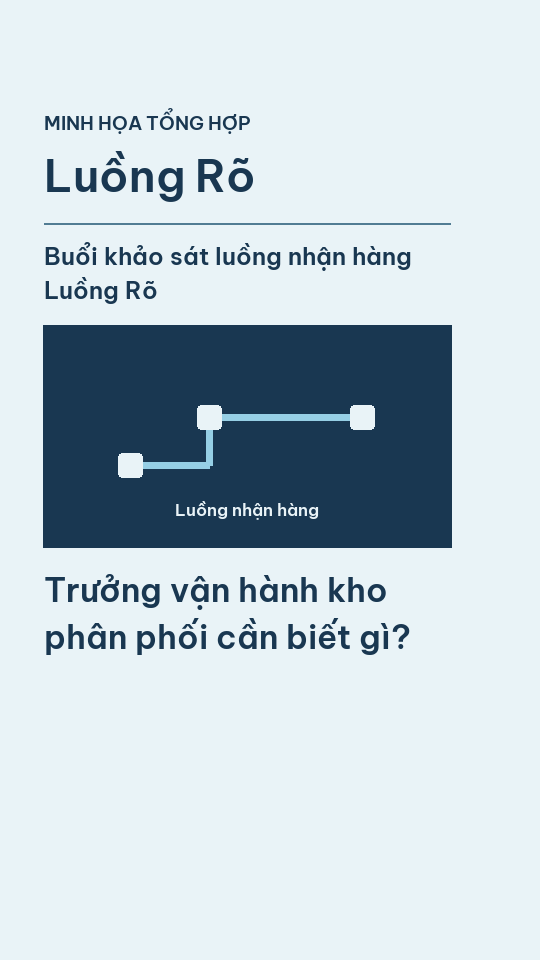 MINH HỌA TỔNG HỢP
Luồng Rõ
Buổi khảo sát luồng nhận hàng
Luồng Rõ
Luồng nhận hàng
Trưởng vận hành kho
phân phối cần biết gì?